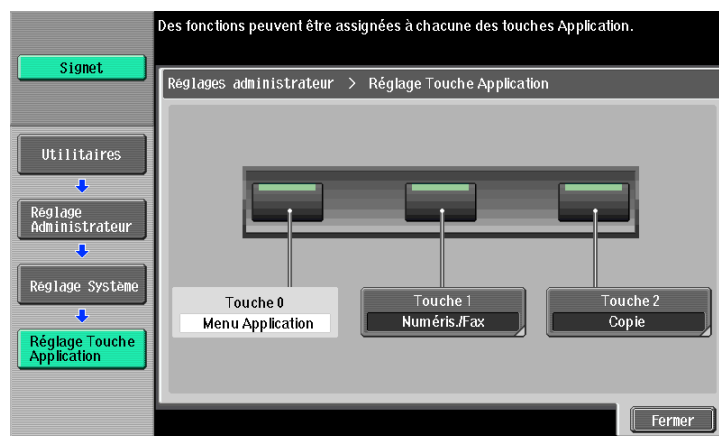 Des fonctions peuvent être assignées à chacune des touches Application.
Signet
Réglages administrateur > Réglage Touche Application
Utilitaires
Réglage
Administrateur
Réglage Système
Réglage Touche
Application
Touche 0
Menu Application
Touche 1
Numéris./Fax
Touche 2
Copie
Fermer